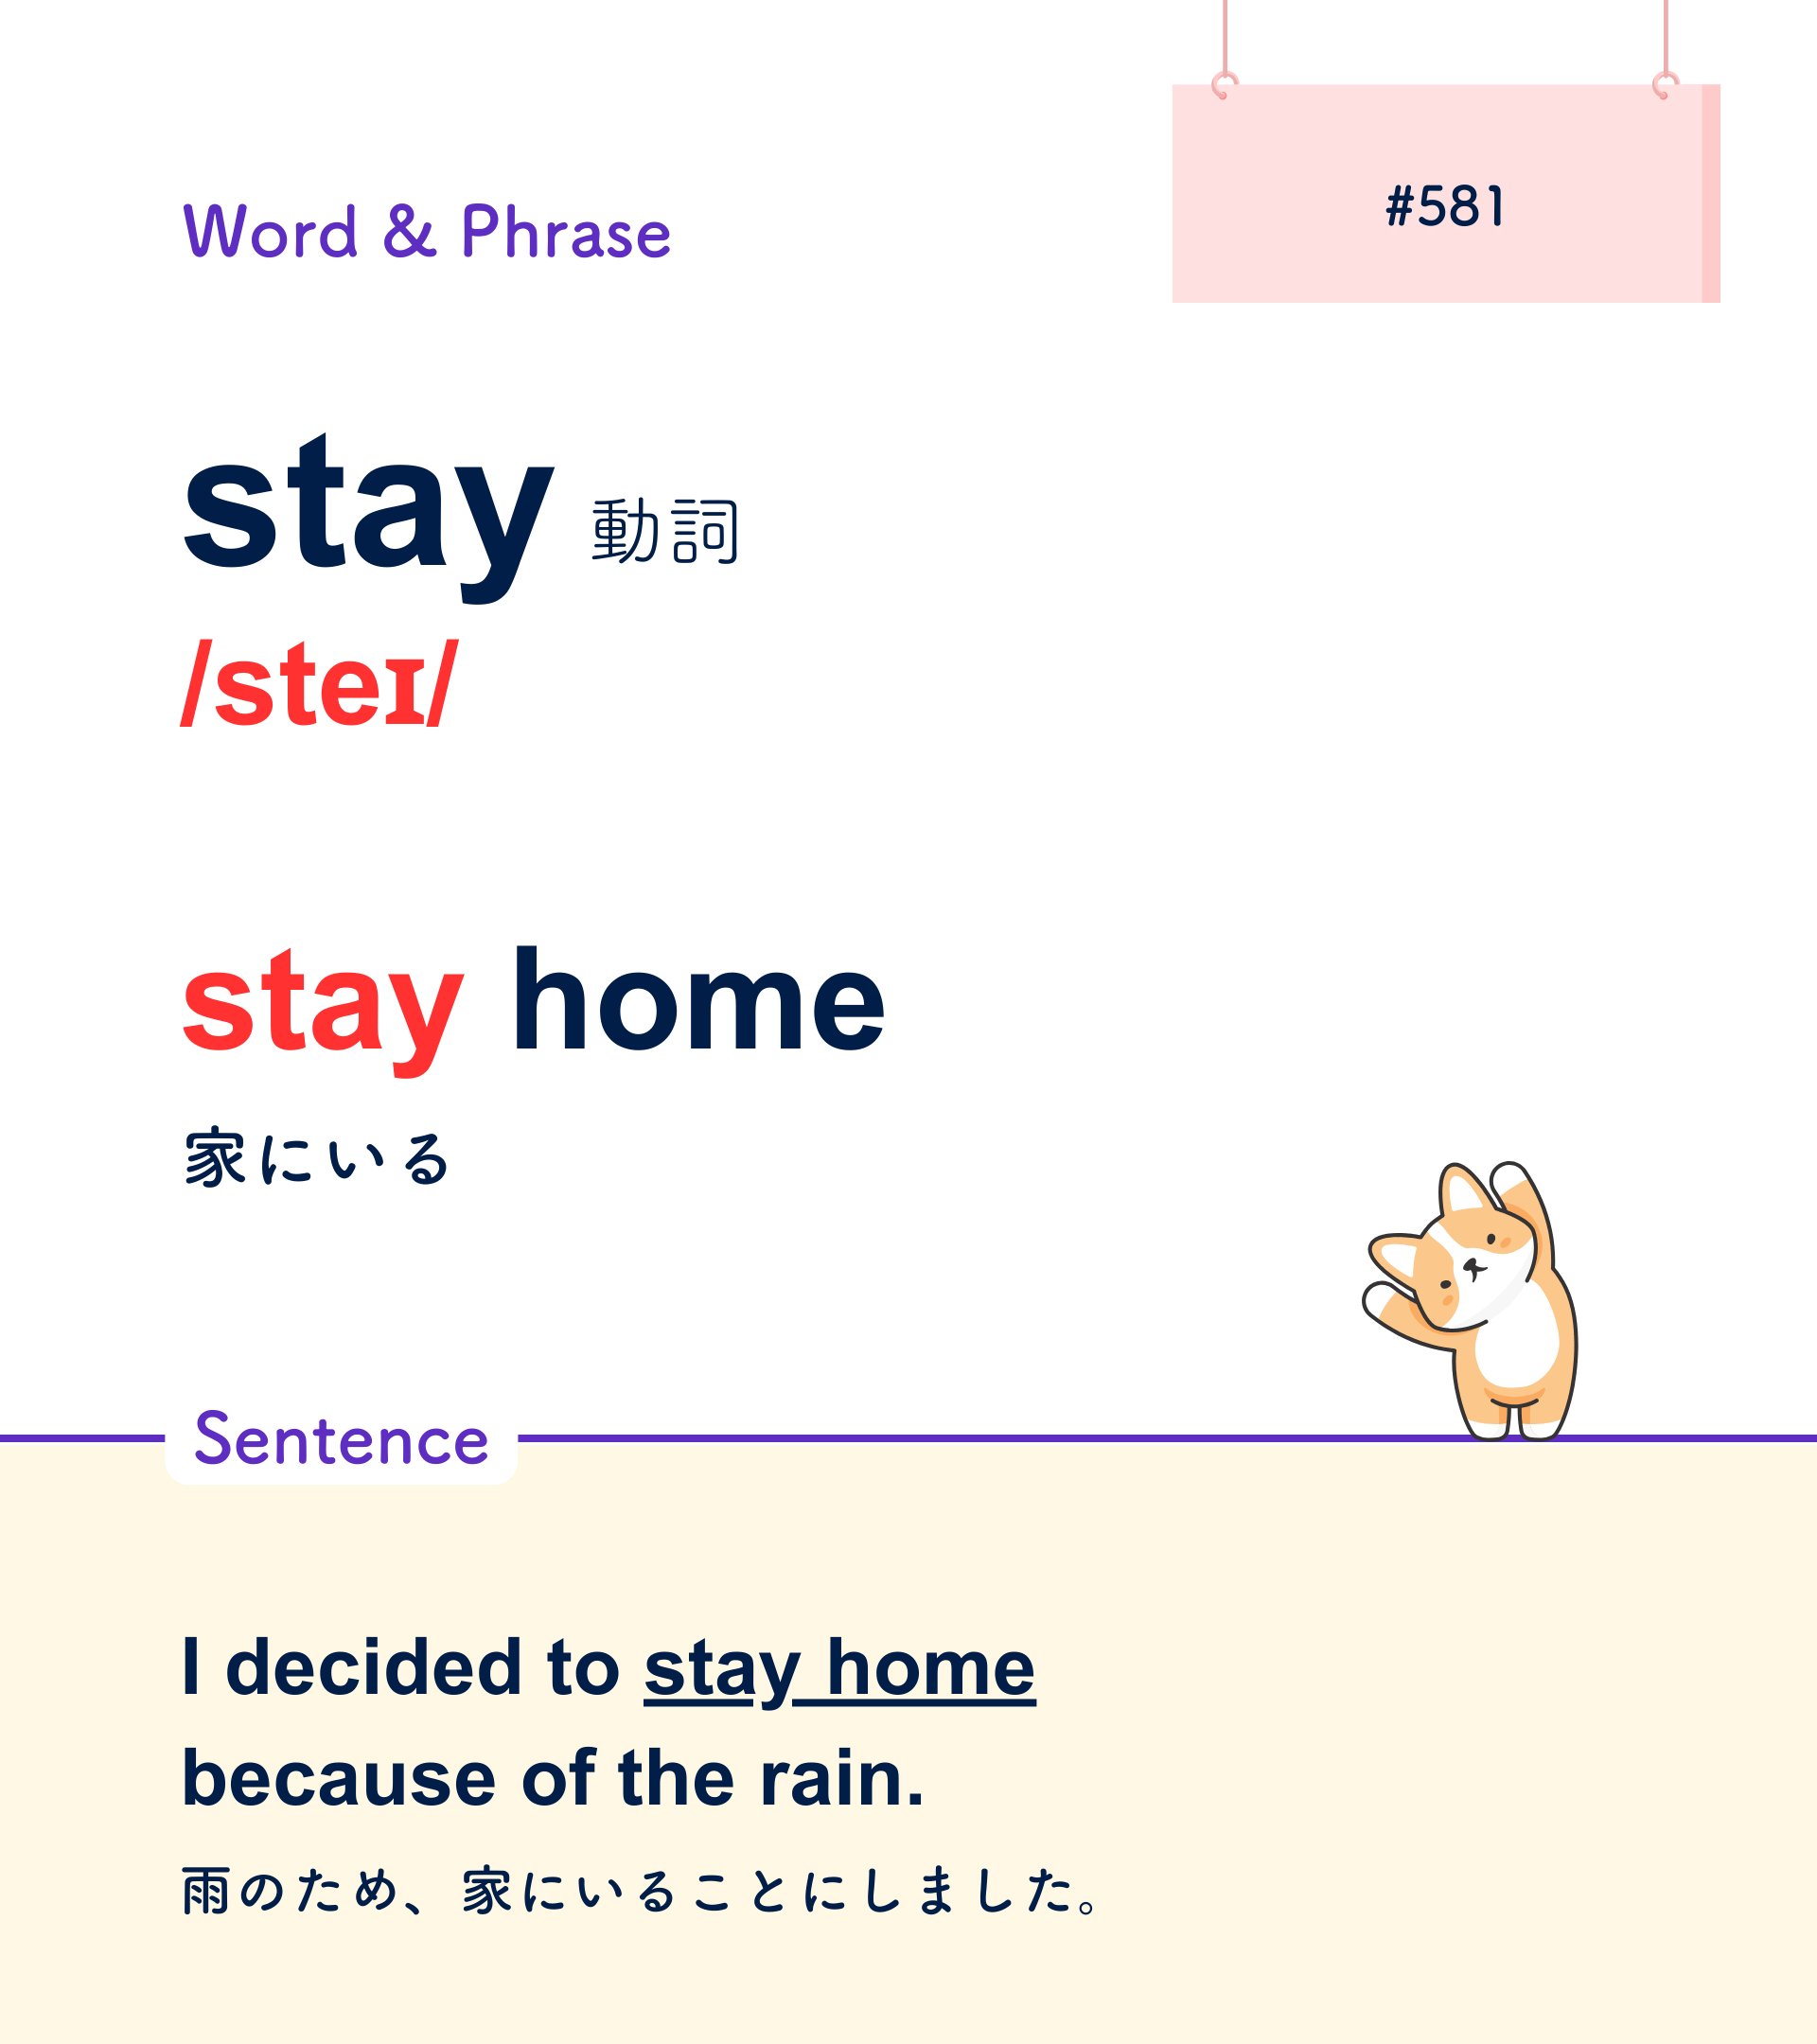 #581
Word & Phrase
stay 動詞
/steɪ/
stay home
家にいる
Sentence
I decided to stay home
because of the rain.
雨のため、家にいることにしました。